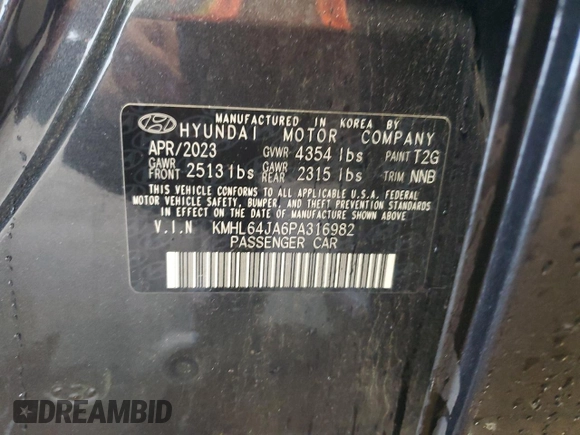 MANUFACTURED IN KOREA BY
HYUNDAI MOTOR COMPANY
APR/2023 GVWR 4354 lbs PAINT T2G
GAWR FRONT 2513 lbs GAWR REAR 2315 lbs TRIM NNB
THIS VEHICLE CONFORMS TO ALL APPLICABLE U.S.A. FEDERAL
MOTOR VEHICLE SAFETY, BUMPER, AND THEFT PREVENTION STANDARDS
IN EFFECT ON THE DATE OF MANUFACTURE SHOWN ABOVE.
V.I.N KMHL64JA6PA316982
PASSENGER CAR
DREAMBID